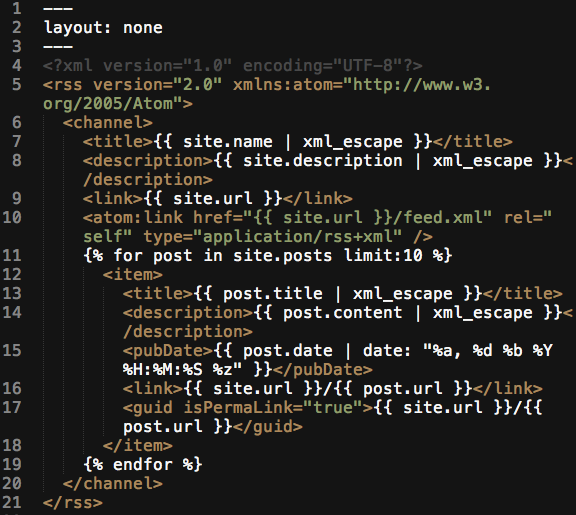 1 ---
2 layout: none
3 ---
4 <?xml version="1.0" encoding="UTF-8"?>
5 <rss version="2.0" xmlns:atom="http://www.w3.
org/2005/Atom">
6 <channel>
7 <title>{{ site.name | xml_escape }}</title>
8 <description>{{ site.description | xml_escape }}<
/description>
9 <link>{{ site.url }}</link>
10 <atom:link href="{{ site.url }}/feed.xml" rel="
self" type="application/rss+xml" />
11 {% for post in site.posts limit:10 %}
12 <item>
13 <title>{{ post.title | xml_escape }}</title>
14 <description>{{ post.content | xml_escape }}<
/description>
15 <pubDate>{{ post.date | date: "%a, %d %b %Y
%H:%M:%S %z" }}</pubDate>
16 <link>{{ site.url }}/{{ post.url }}</link>
17 <guid isPermaLink="true">{{ site.url }}/{{
post.url }}</guid>
18 </item>
19 {% endfor %}
20 </channel>
21 </rss>